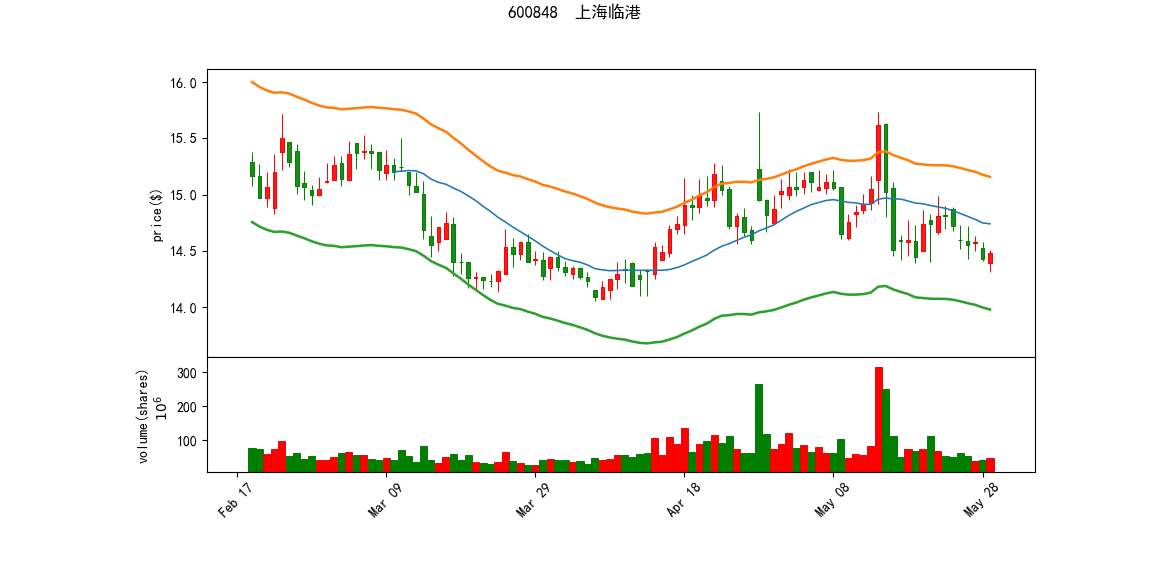 600848 上海临港
price($)
16.0
15.5
15.0
14.5
14.0
volume(shares)
10^6
300
200
100
Feb 17
Mar 09
Mar 29
Apr 18
May 08
May 28